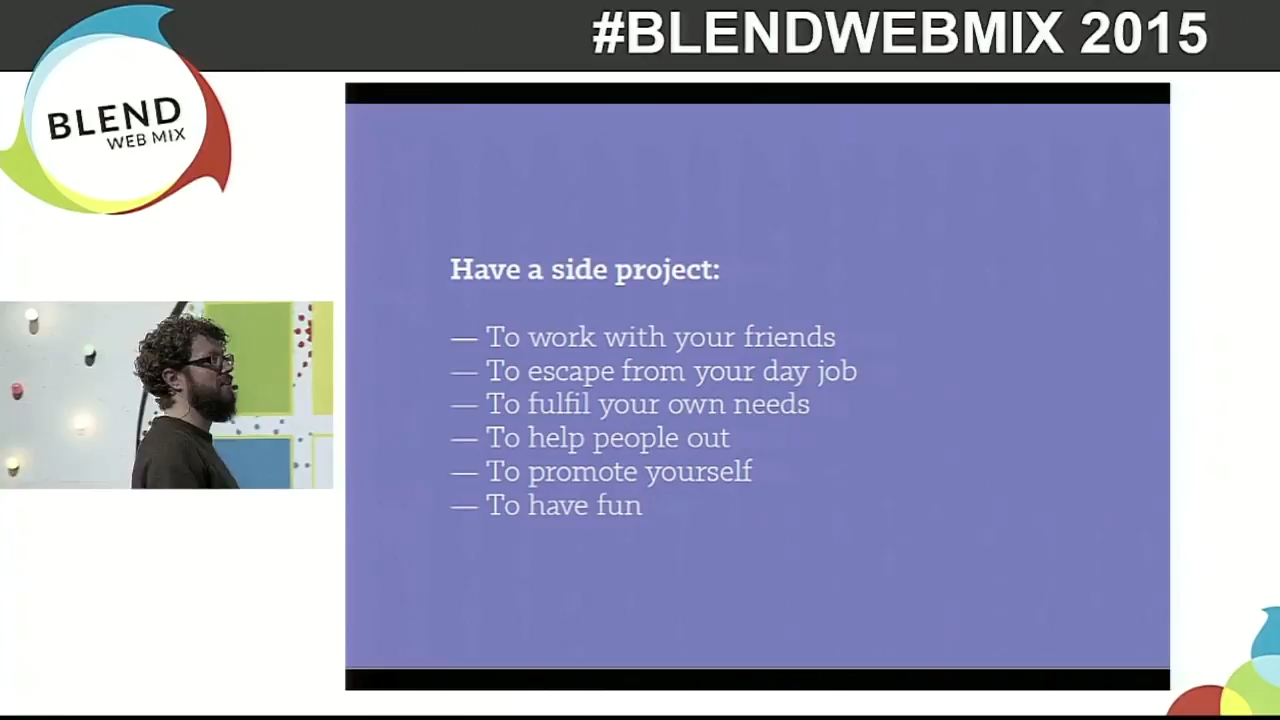 #BLENDWEBMIX 2015
BLEND
WEB MIX
Have a side project:
— To work with your friends
— To escape from your day job
— To fulfil your own needs
— To help people out
— To promote yourself
— To have fun